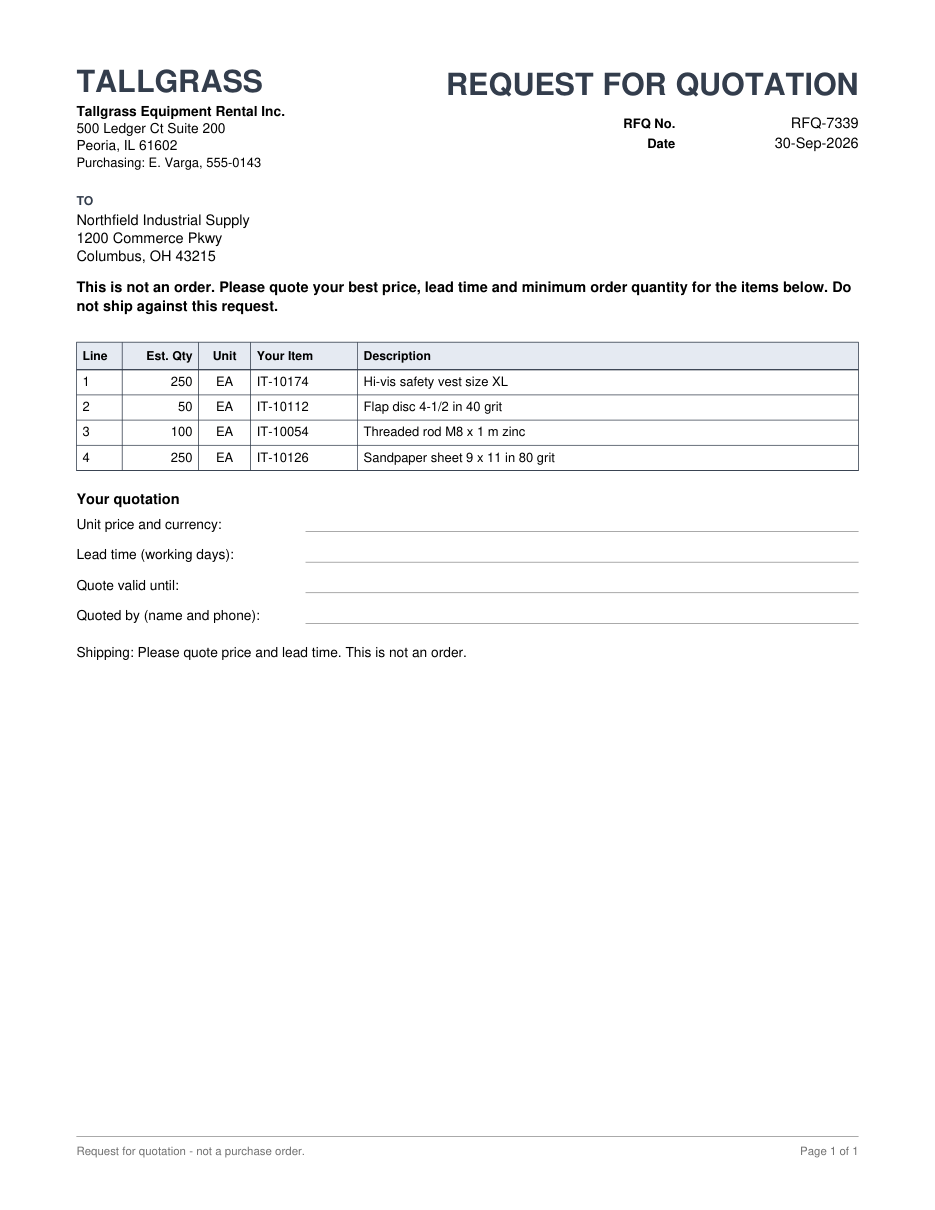 TALLGRASS
Tallgrass Equipment Rental Inc.
500 Ledger Ct Suite 200
Peoria, IL 61602
Purchasing: E. Varga, 555-0143
REQUEST FOR QUOTATION
RFQ No. RFQ-7339
Date 30-Sep-2026
TO
Northfield Industrial Supply
1200 Commerce Pkwy
Columbus, OH 43215
This is not an order. Please quote your best price, lead time and minimum order quantity for the items below. Do
not ship against this request.
Line Est. Qty Unit Your Item Description
1 250 EA IT-10174 Hi-vis safety vest size XL
2 50 EA IT-10112 Flap disc 4-1/2 in 40 grit
3 100 EA IT-10054 Threaded rod M8 x 1 m zinc
4 250 EA IT-10126 Sandpaper sheet 9 x 11 in 80 grit
Your quotation
Unit price and currency:
Lead time (working days):
Quote valid until:
Quoted by (name and phone):
Shipping: Please quote price and lead time. This is not an order.
Request for quotation - not a purchase order. Page 1 of 1